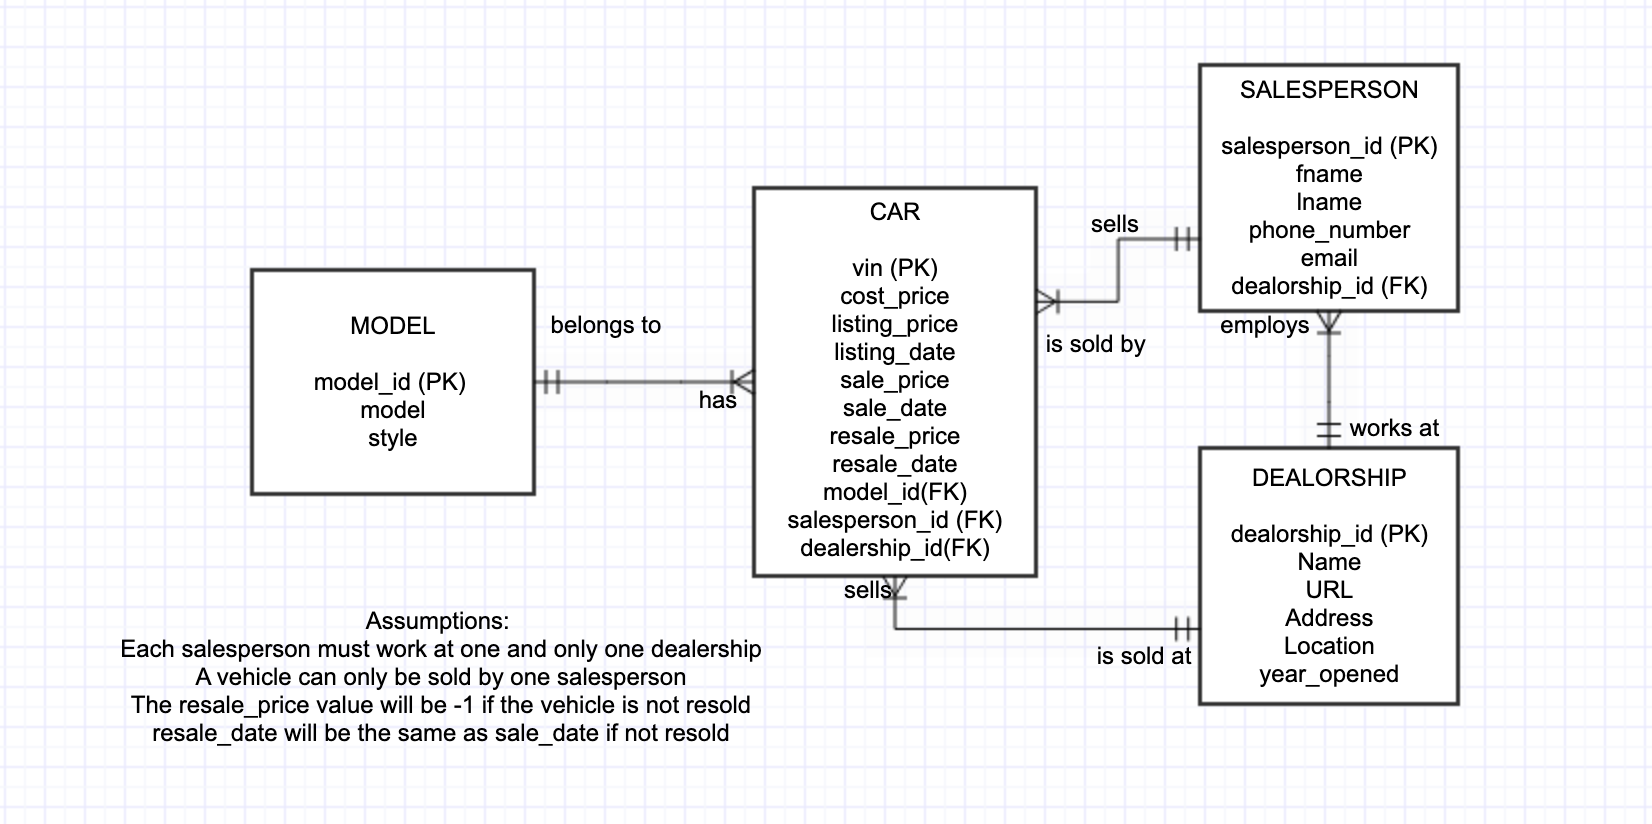 MODEL
model_id (PK)
model
style
belongs to
has
CAR
vin (PK)
cost_price
listing_price
listing_date
sale_price
sale_date
resale_price
resale_date
model_id(FK)
salesperson_id (FK)
dealership_id(FK)
sells
is sold by
SALESPERSON
salesperson_id (PK)
fname
lname
phone_number
email
dealorship_id (FK)
employs
works at
DEALORSHIP
dealorship_id (PK)
Name
URL
Address
Location
year_opened
sells
is sold at
Assumptions:
Each salesperson must work at one and only one dealership
A vehicle can only be sold by one salesperson
The resale_price value will be -1 if the vehicle is not resold
resale_date will be the same as sale_date if not resold